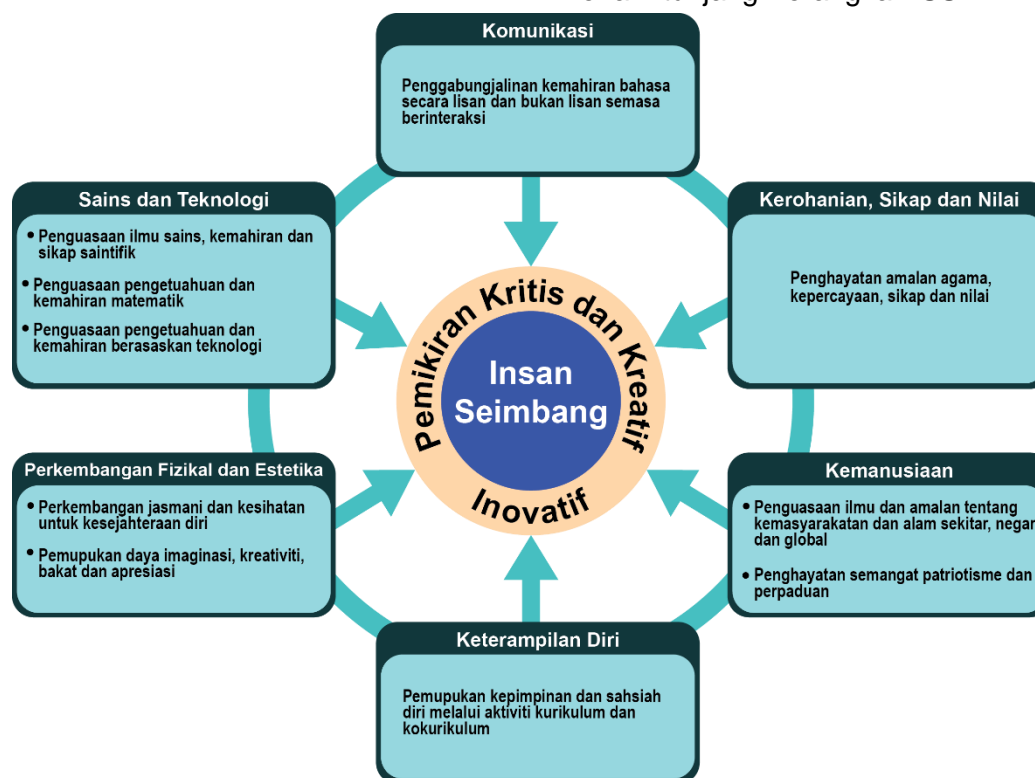 Komunikasi
Penggabungjalinan kemahiran bahasa
secara lisan dan bukan lisan semasa
berinteraksi
Sains dan Teknologi
• Penguasaan ilmu sains, kemahiran dan
sikap saintifik
• Penguasaan pengetuahuan dan
kemahiran matematik
• Penguasaan pengetuahuan dan
kemahiran berasaskan teknologi
Kerohanian, Sikap dan Nilai
Penghayatan amalan agama,
kepercayaan, sikap dan nilai
Pemikiran Kritis dan Kreatif
Insan
Seimbang
Inovatif
Perkembangan Fizikal dan Estetika
• Perkembangan jasmani dan kesihatan
untuk kesejahteraan diri
• Pemupukan daya imaginasi, kreativiti,
bakat dan apresiasi
Kemanusiaan
• Penguasaan ilmu dan amalan tentang
kemasyarakatan dan alam sekitar, negar
dan global
• Penghayatan semangat patriotisme dan
perpaduan
Keterampilan Diri
Pemupukan kepimpinan dan sahsiah
diri melalui aktiviti kurikulum dan
kokurikulum